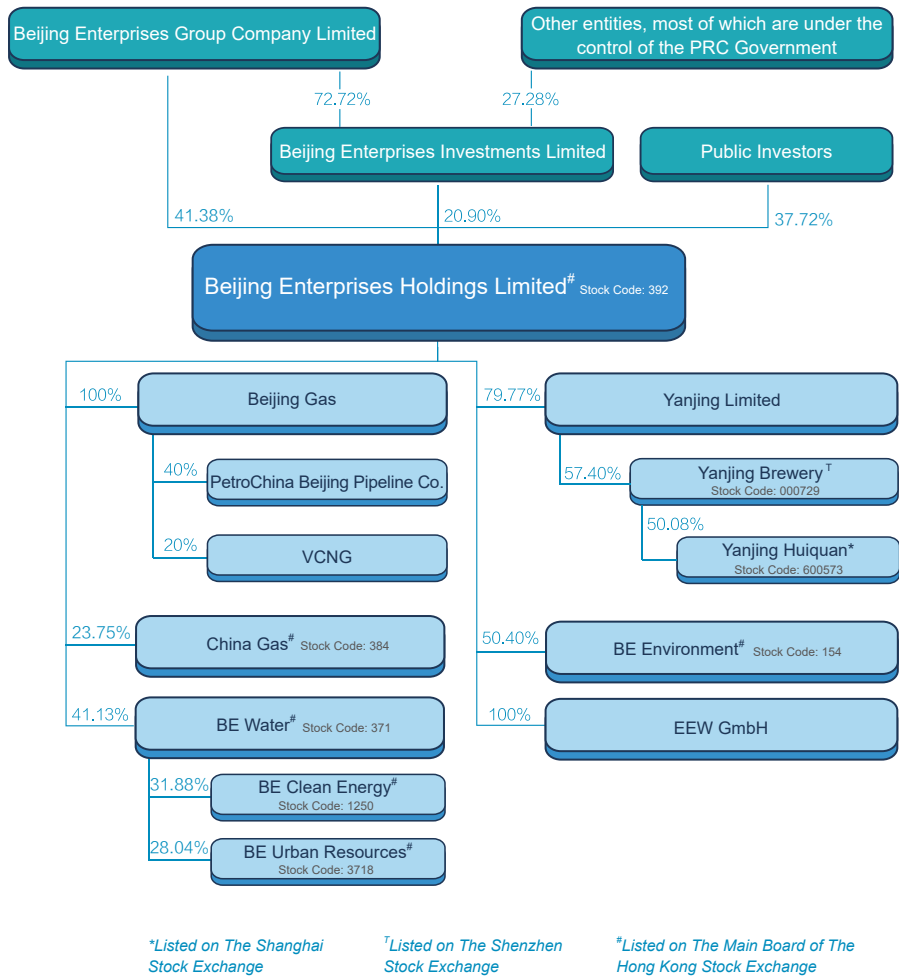 Beijing Enterprises Group Company Limited
Other entities, most of which are under the
control of the PRC Government
72.72%
27.28%
Beijing Enterprises Investments Limited
Public Investors
41.38%
20.90%
37.72%
Beijing Enterprises Holdings Limited# Stock Code: 392
100%
Beijing Gas
40%
PetroChina Beijing Pipeline Co.
20%
VCNG
23.75%
China Gas# Stock Code: 384
41.13%
BE Water# Stock Code: 371
31.88%
BE Clean Energy#
Stock Code: 1250
28.04%
BE Urban Resources#
Stock Code: 3718
79.77%
Yanjing Limited
57.40%
Yanjing Brewery T
Stock Code: 000729
50.08%
Yanjing Huiquan*
Stock Code: 600573
50.40%
BE Environment# Stock Code: 154
100%
EEW GmbH
*Listed on The Shanghai
Stock Exchange
TListed on The Shenzhen
Stock Exchange
#Listed on The Main Board of The
Hong Kong Stock Exchange